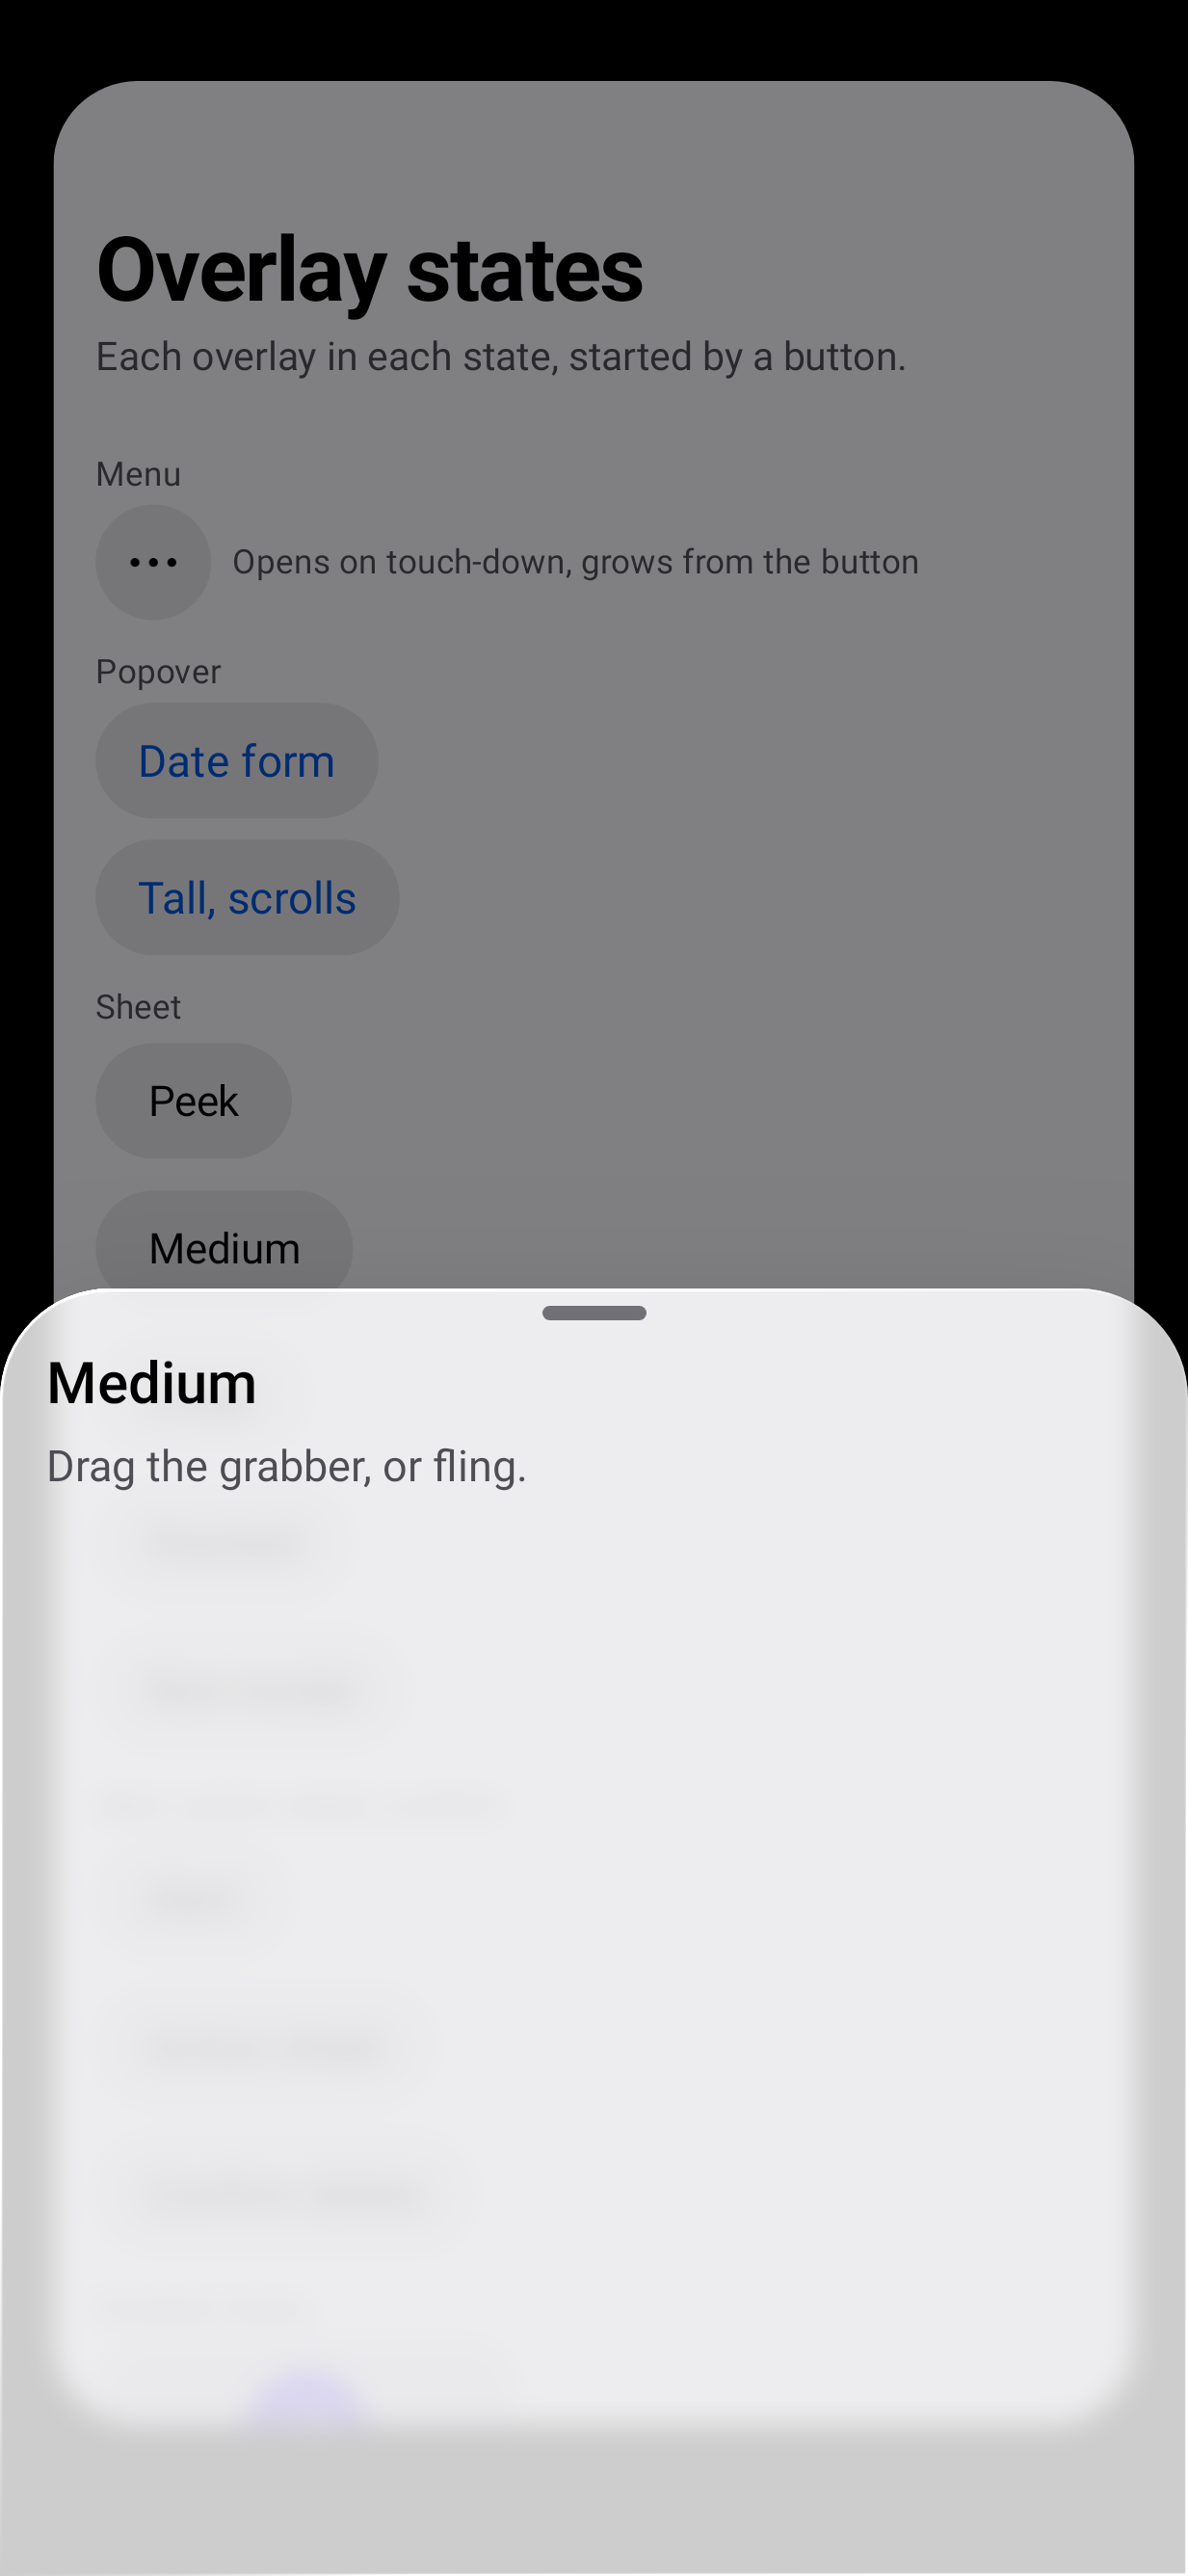 Overlay states
Each overlay in each state, started by a button.
Menu
Opens on touch-down, grows from the button
Popover
Date form
Tall, scrolls
Sheet
Peek
Medium
Medium
Drag the grabber, or fling.